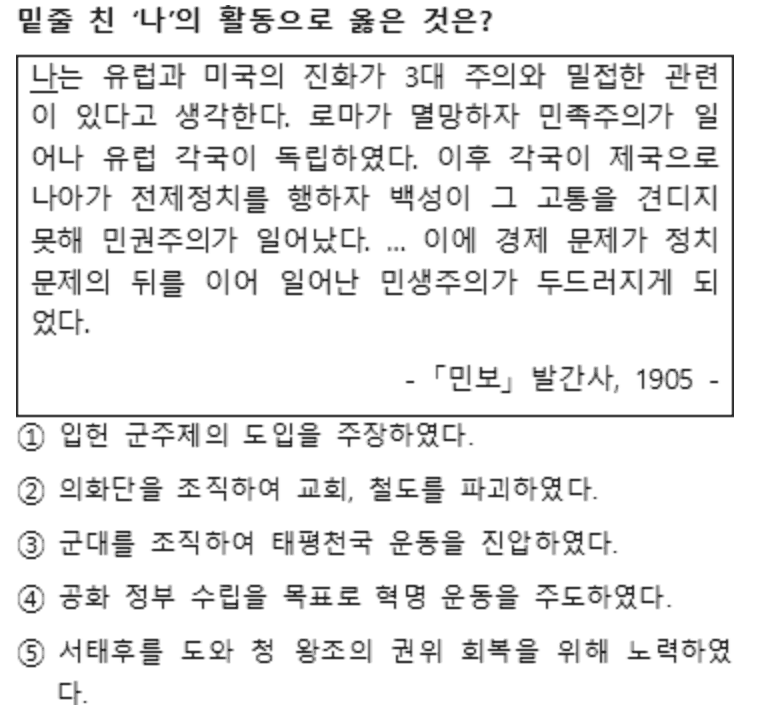 밑줄 친 ‘나’의 활동으로 옳은 것은?
나는 유럽과 미국의 진화가 3대 주의와 밀접한 관련
이 있다고 생각한다. 로마가 멸망하자 민족주의가 일
어나 유럽 각국이 독립하였다. 이후 각국이 제국으로
나아가 전제정치를 행하자 백성이 그 고통을 견디지
못해 민권주의가 일어났다. … 이에 경제 문제가 정치
문제의 뒤를 이어 일어난 민생주의가 두드러지게 되
었다.
- 「민보」 발간사, 1905 -
① 입헌 군주제의 도입을 주장하였다.
② 의화단을 조직하여 교회, 철도를 파괴하였다.
③ 군대를 조직하여 태평천국 운동을 진압하였다.
④ 공화 정부 수립을 목표로 혁명 운동을 주도하였다.
⑤ 서태후를 도와 청 왕조의 권위 회복을 위해 노력하였
다.